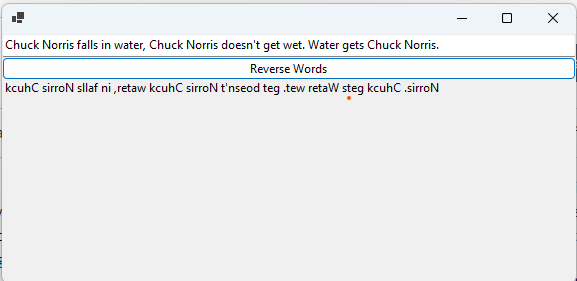 Chuck Norris falls in water, Chuck Norris doesn't get wet. Water gets Chuck Norris.
Reverse Words
kcuhC sirroN sllaf ni ,retaw kcuhC sirroN t'nseod teg .tew retaW steg kcuhC .sirroN